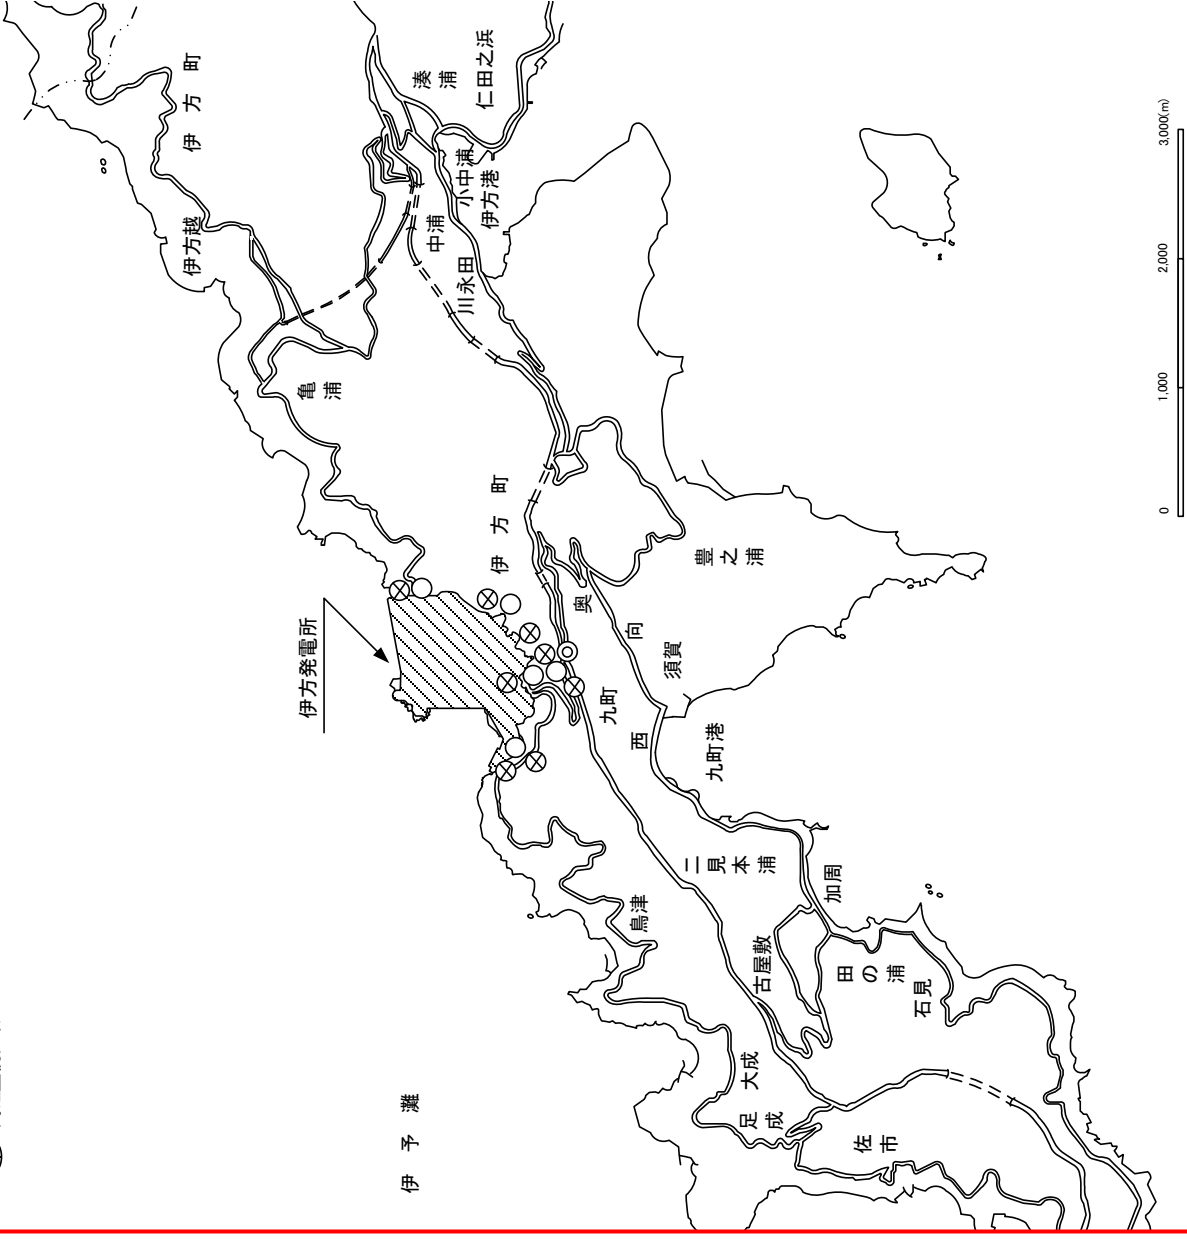 伊方町
湊浦
仁田之浜
小中浦
伊方港
伊方越
中浦
川永田
亀浦
伊方町
豊之浦
伊方発電所
奥
向
須賀
九町
西
九町港
二見本浦
加周
鳥津
古屋敷
田の浦
石見
大成
足成
佐市
伊予灘
0 1,000 2,000 3,000(m)